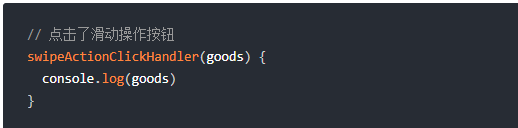 // 点击了滑动操作按钮
swipeActionClickHandler(goods) {
  console.log(goods)
}